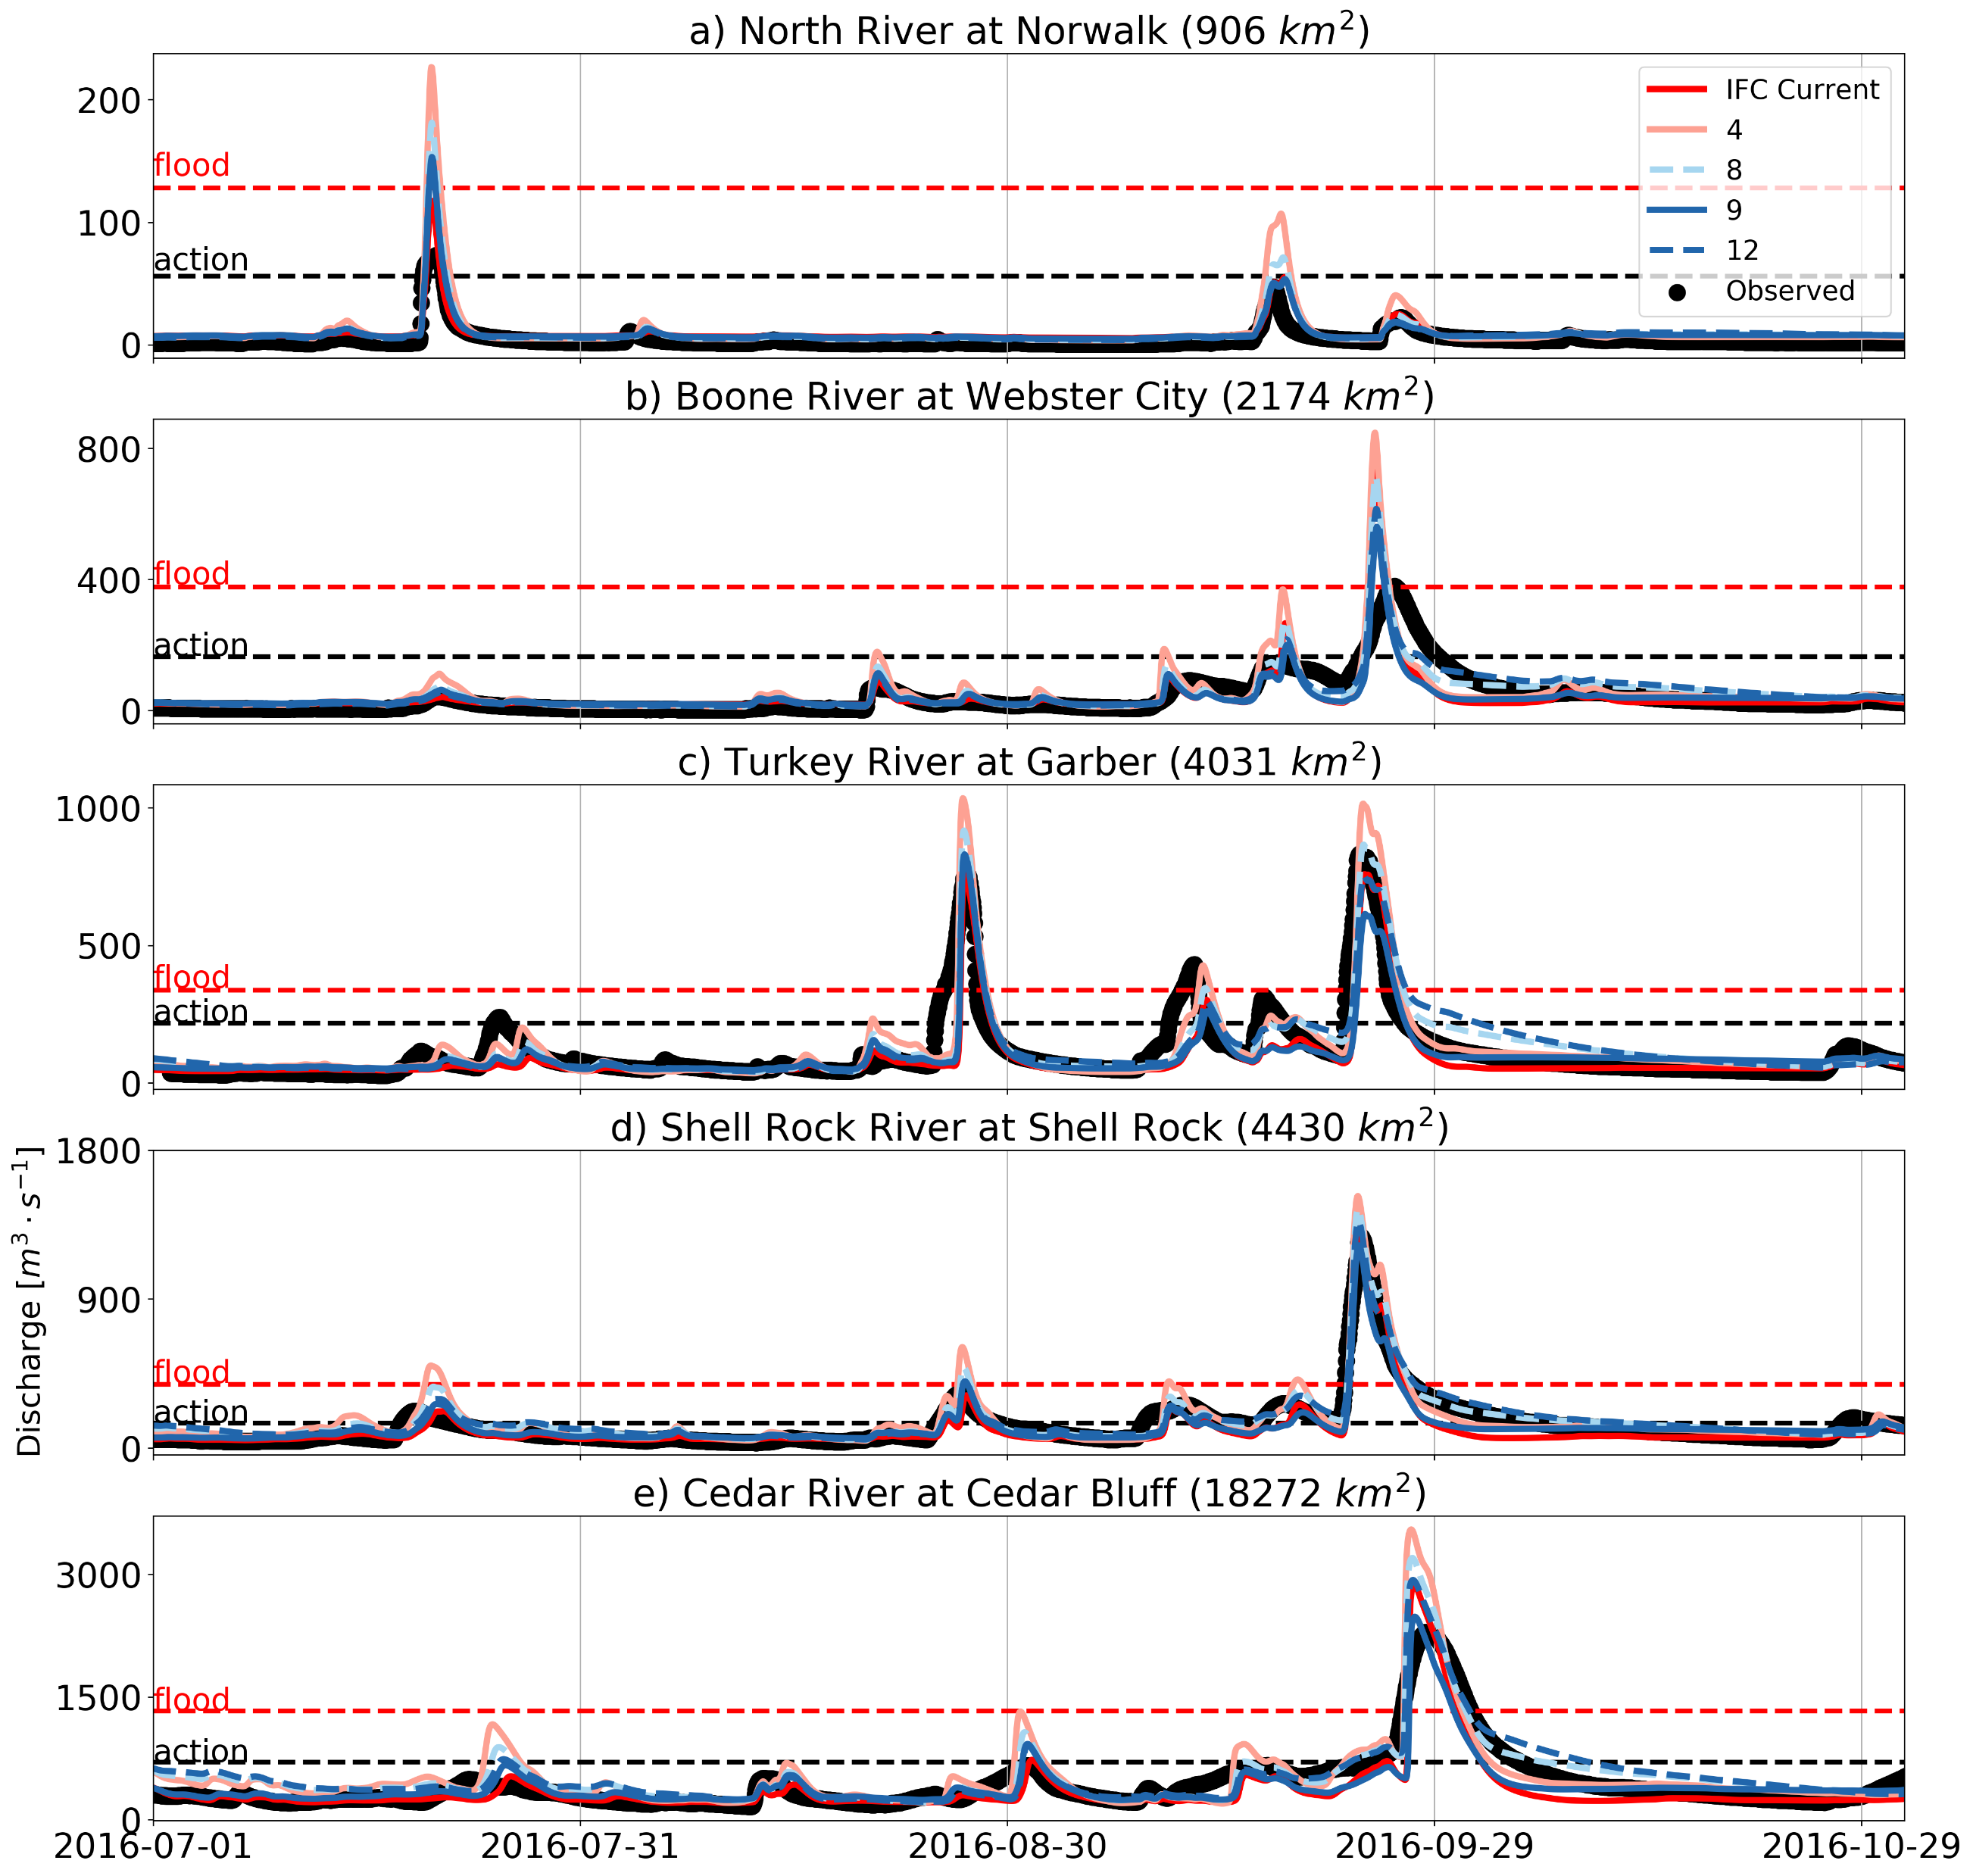 a) North River at Norwalk (906 km²)
200
100
0
flood
action
IFC Current
4
8
9
12
Observed
b) Boone River at Webster City (2174 km²)
800
400
0
flood
action
c) Turkey River at Garber (4031 km²)
1000
500
0
flood
action
d) Shell Rock River at Shell Rock (4430 km²)
1800
900
0
flood
action
Discharge [m³ · s⁻¹]
e) Cedar River at Cedar Bluff (18272 km²)
3000
1500
0
flood
action
2016-07-01
2016-07-31
2016-08-30
2016-09-29
2016-10-29